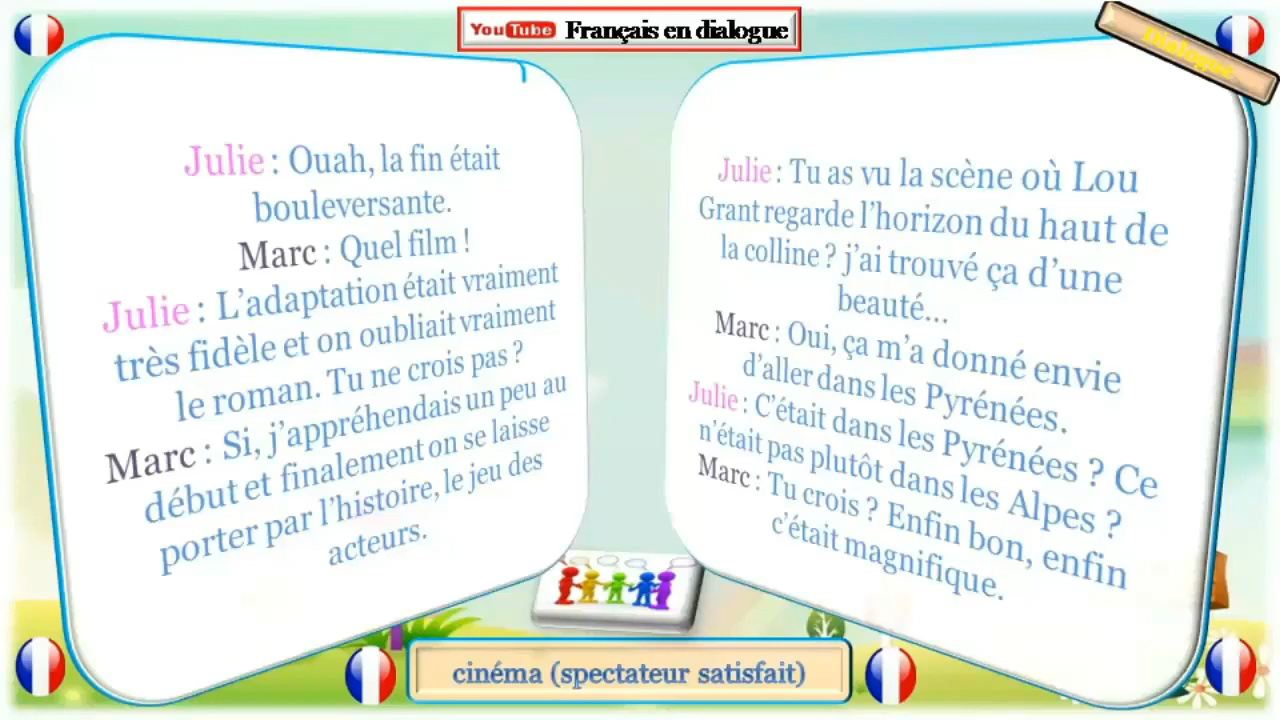 YouTube Français en dialogue
Dialogue
Julie : Ouah, la fin était
bouleversante.
Marc : Quel film !
Julie : L’adaptation était vraiment
très fidèle et on oubliait vraiment
le roman. Tu ne crois pas ?
Marc : Si, j’appréhendais un peu au
début et finalement on se laisse
porter par l’histoire, le jeu des
acteurs.
Julie : Tu as vu la scène où Lou
Grant regarde l’horizon du haut de
la colline ? j’ai trouvé ça d’une
beauté...
Marc : Oui, ça m’a donné envie
d’aller dans les Pyrénées.
Julie : C’était dans les Pyrénées ? Ce
n’était pas plutôt dans les Alpes ?
Marc : Tu crois ? Enfin bon, enfin
c’était magnifique.
cinéma (spectateur satisfait)